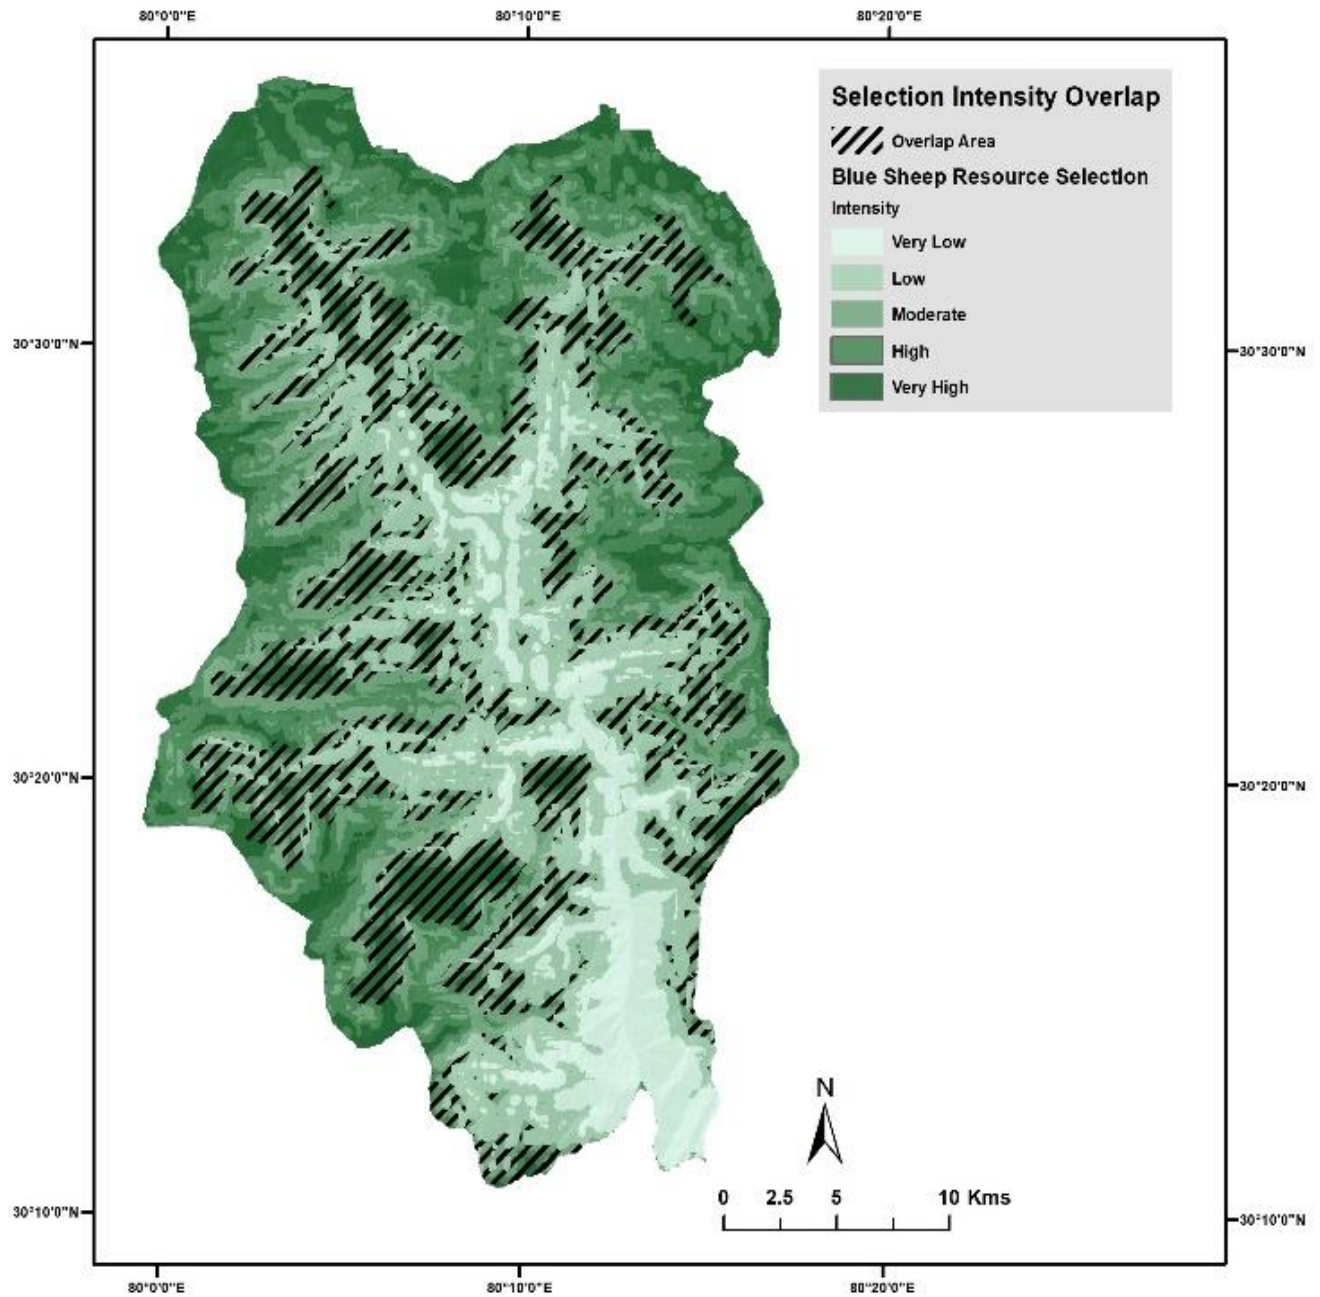 80°0'0"E 80°10'0"E 80°20'0"E
Selection Intensity Overlap
Overlap Area
Blue Sheep Resource Selection
Intensity
Very Low
Low
Moderate
High
Very High
30°30'0"N 30°30'0"N
30°20'0"N 30°20'0"N
N
0 2.5 5 10 Kms
30°10'0"N 30°10'0"N
80°0'0"E 80°10'0"E 80°20'0"E